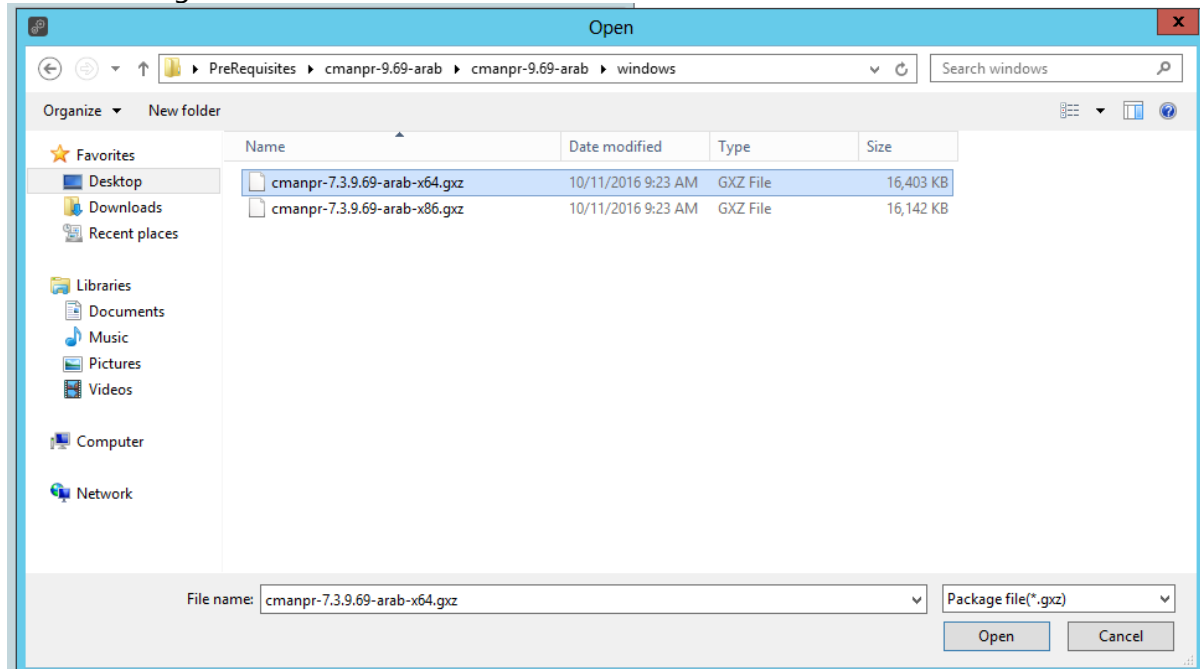 Open
PreRequisites cmanpr-9.69-arab cmanpr-9.69-arab windows
Search windows
Organize New folder
Name Date modified Type Size
Favorites
Desktop
Downloads
Recent places
Libraries
Documents
Music
Pictures
Videos
Computer
Network
cmanpr-7.3.9.69-arab-x64.gxz 10/11/2016 9:23 AM GXZ File 16,403 KB
cmanpr-7.3.9.69-arab-x86.gxz 10/11/2016 9:23 AM GXZ File 16,142 KB
File name: cmanpr-7.3.9.69-arab-x64.gxz Package file(*.gxz)
Open Cancel